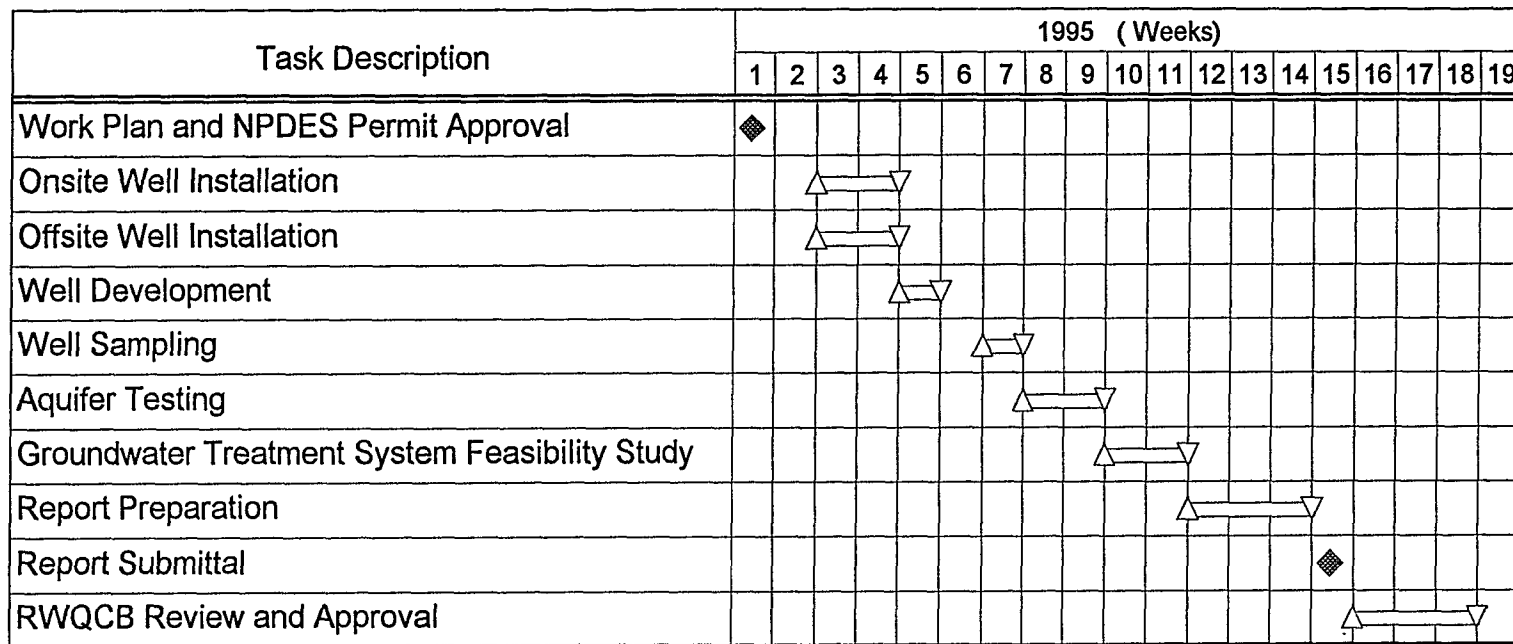 Task Description
1995 ( Weeks)
1 2 3 4 5 6 7 8 9 10 11 12 13 14 15 16 17 18 19
Work Plan and NPDES Permit Approval
Onsite Well Installation
Offsite Well Installation
Well Development
Well Sampling
Aquifer Testing
Groundwater Treatment System Feasibility Study
Report Preparation
Report Submittal
RWQCB Review and Approval